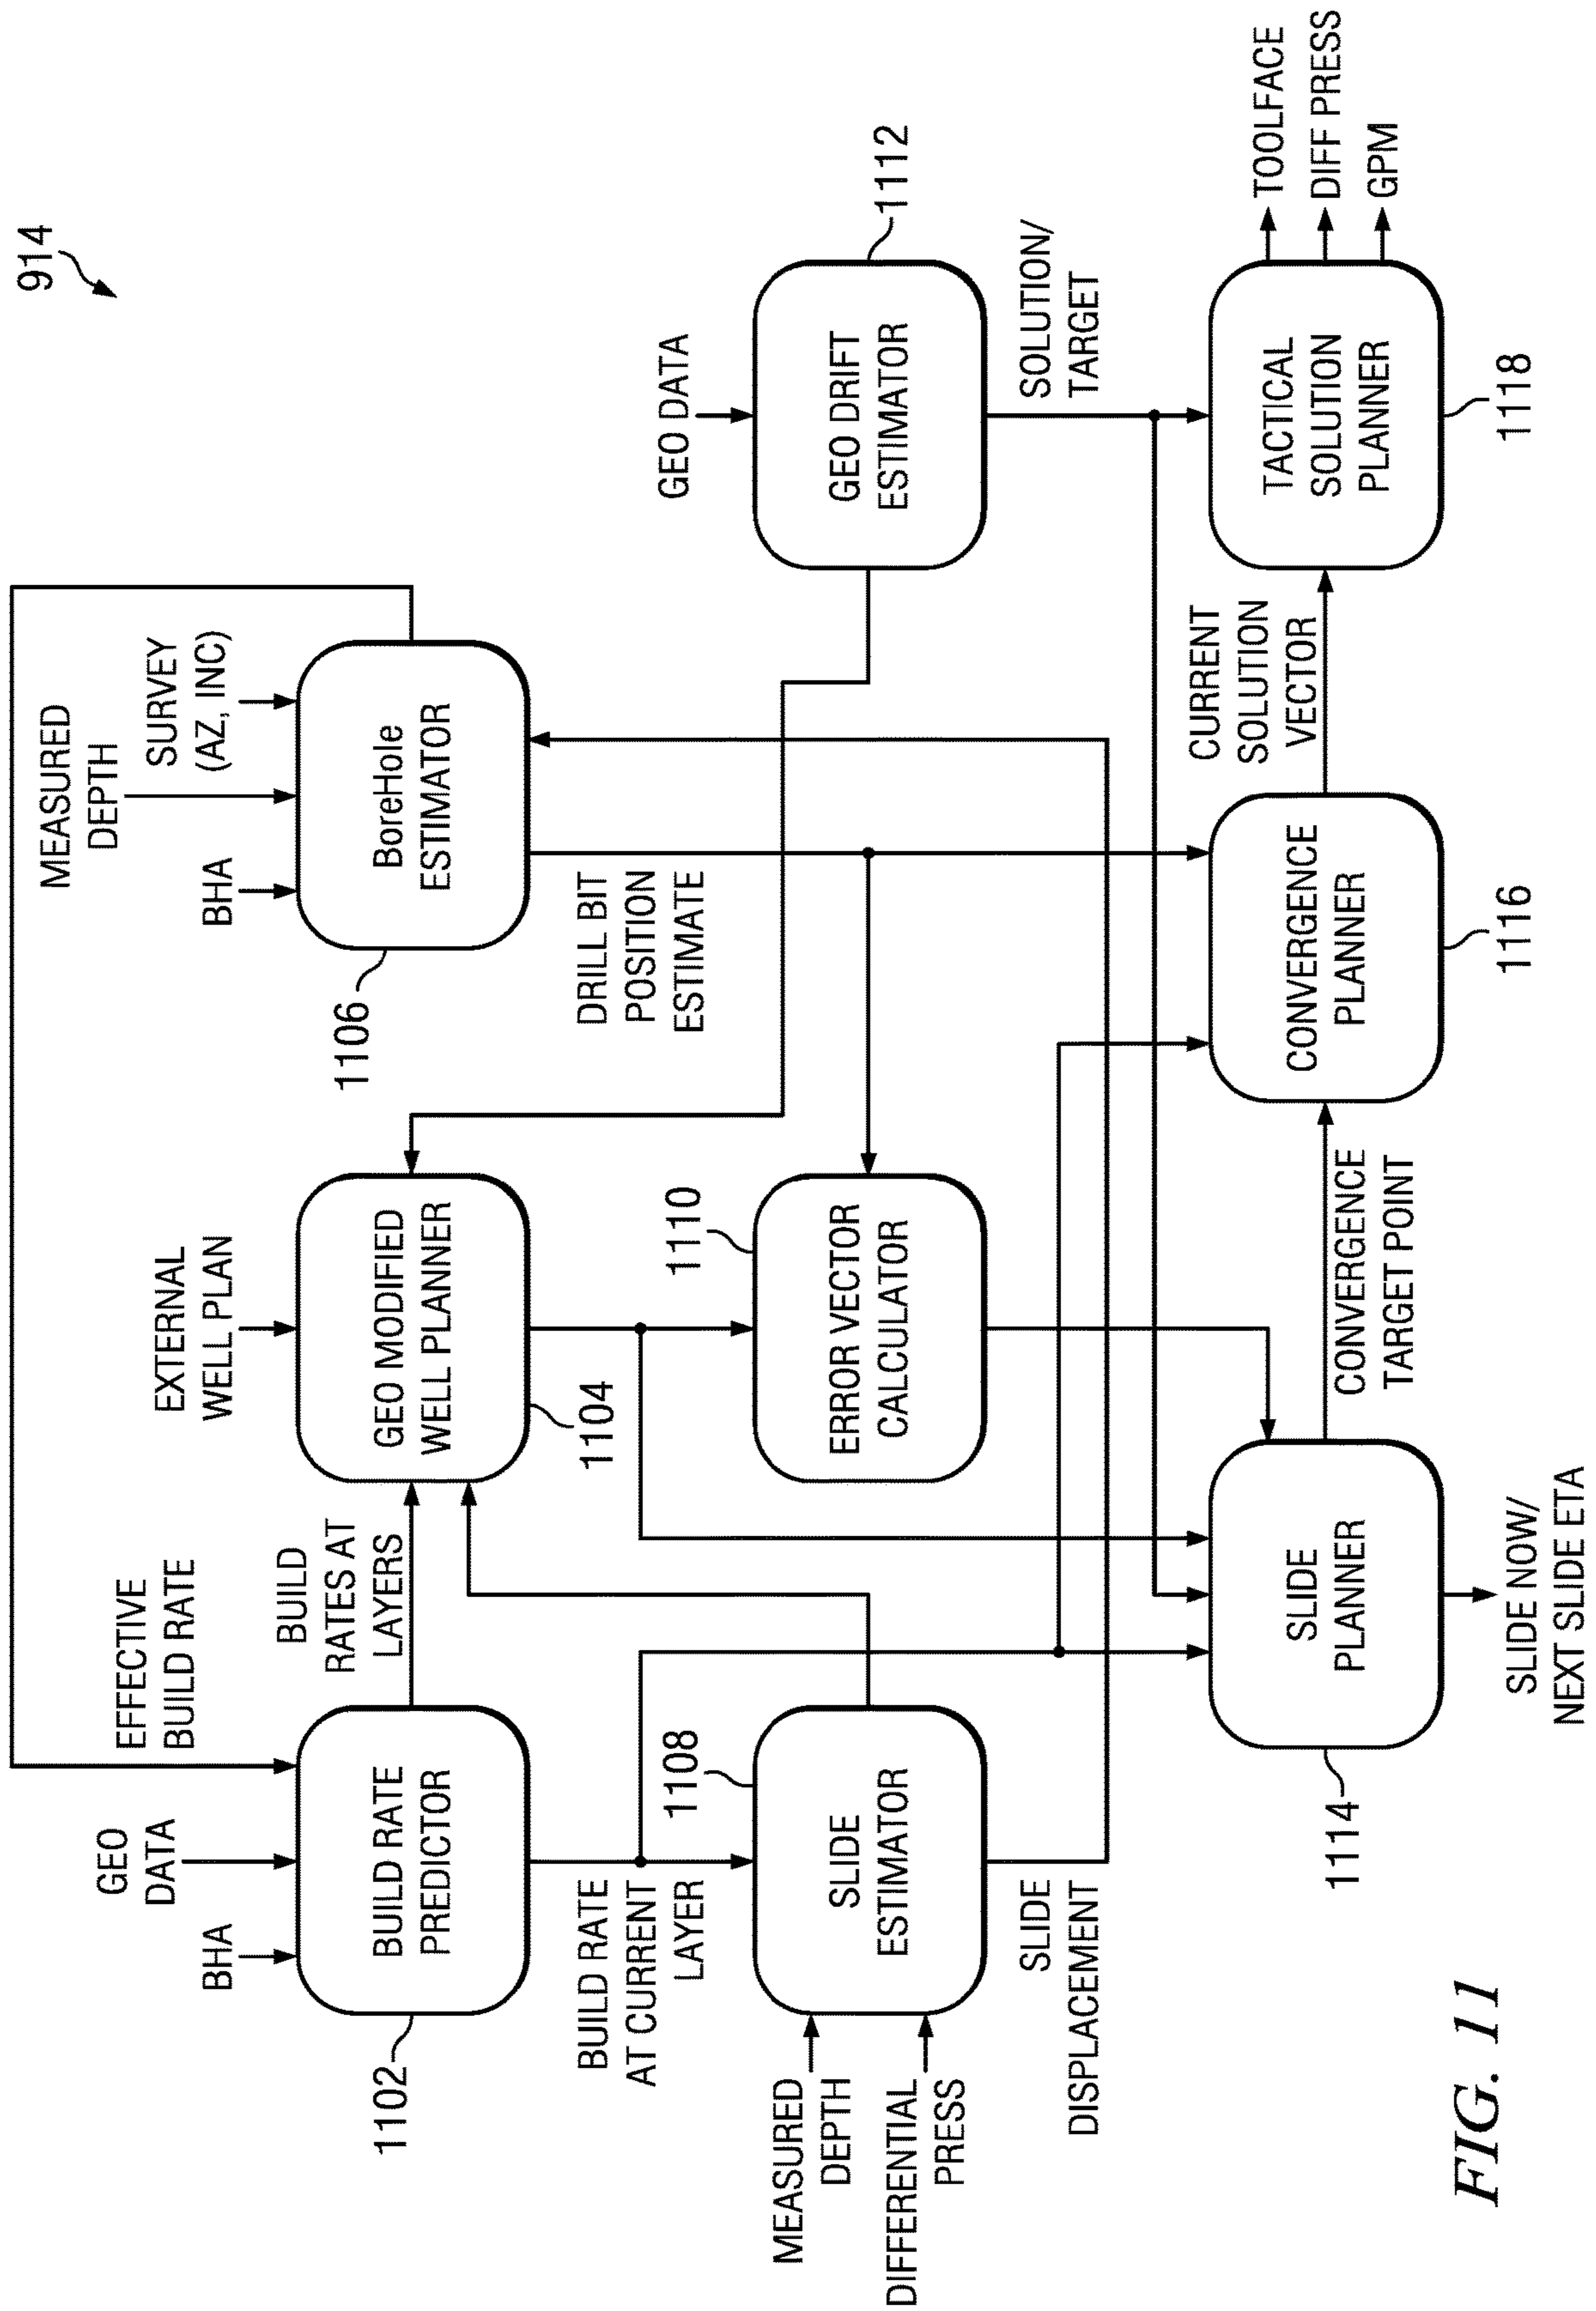 914
EFFECTIVE
BUILD RATE
GEO
DATA
BHA
BUILD RATE
PREDICTOR
1102
BUILD
RATES AT
LAYERS
EXTERNAL
WELL PLAN
GEO MODIFIED
WELL PLANNER
1104
MEASURED
DEPTH
BHA
SURVEY
(AZ, INC)
BoreHole
ESTIMATOR
1106
BUILD RATE
AT CURRENT
LAYER
DRILL BIT
POSITION
ESTIMATE
MEASURED
DEPTH
DIFFERENTIAL
PRESS
1108
SLIDE
ESTIMATOR
1110
ERROR VECTOR
CALCULATOR
GEO DATA
GEO DRIFT
ESTIMATOR
1112
SLIDE
DISPLACEMENT
SOLUTION/
TARGET
SLIDE
PLANNER
1114
SLIDE NOW/
NEXT SLIDE ETA
CONVERGENCE
TARGET POINT
CONVERGENCE
PLANNER
1116
CURRENT
SOLUTION
VECTOR
TACTICAL
SOLUTION
PLANNER
1118
TOOLFACE
DIFF PRESS
GPM
FIG. 11